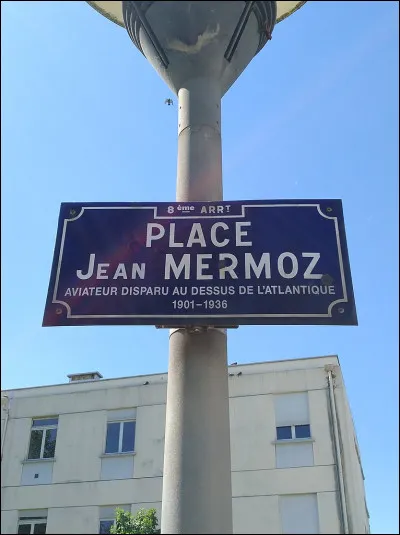 8ème ARRT
PLACE
JEAN MERMOZ
AVIATEUR DISPARU AU DESSUS DE L'ATLANTIQUE
1901-1936